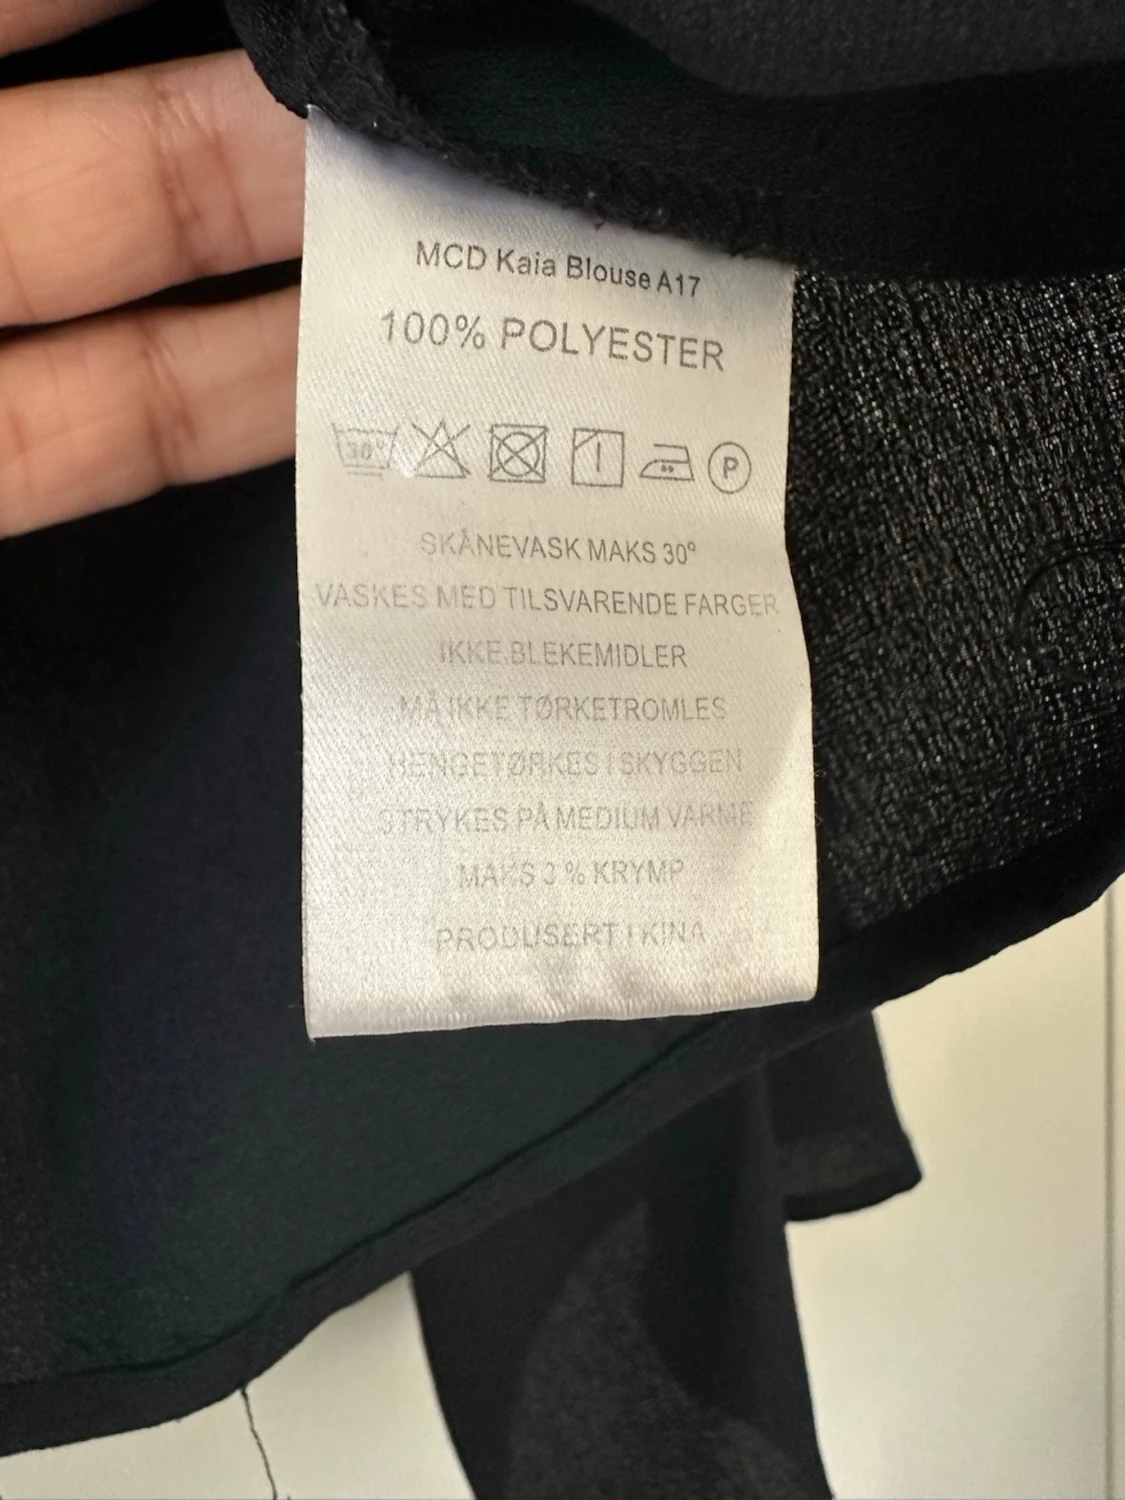 MCD Kaia Blouse A17
100% POLYESTER
30° P
SKÅNEVASK MAKS 30°
VASKES MED TILSVARENDE FARGER
IKKE BLEKEMIDLER
MÅ IKKE TØRKETROMLES
HENGETØRKES I SKYGGEN
STRYKES PÅ MEDIUM VARME
MAKS 3 % KRYMP
PRODUSERT I KINA